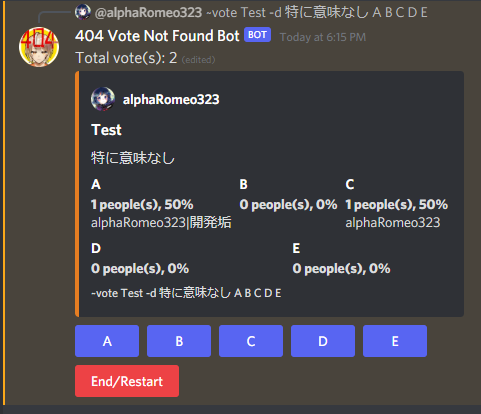 @alphaRomeo323 -vote Test -d 特に意味なし A B C D E
404 Vote Not Found Bot BOT Today at 6:15 PM
Total vote(s): 2 (edited)
alphaRomeo323
Test
特に意味なし
A B C
1 people(s), 50% 0 people(s), 0% 1 people(s), 50%
alphaRomeo323|開発垢 alphaRomeo323
D E
0 people(s), 0% 0 people(s), 0%
-vote Test -d 特に意味なし A B C D E
A B C D E
End/Restart